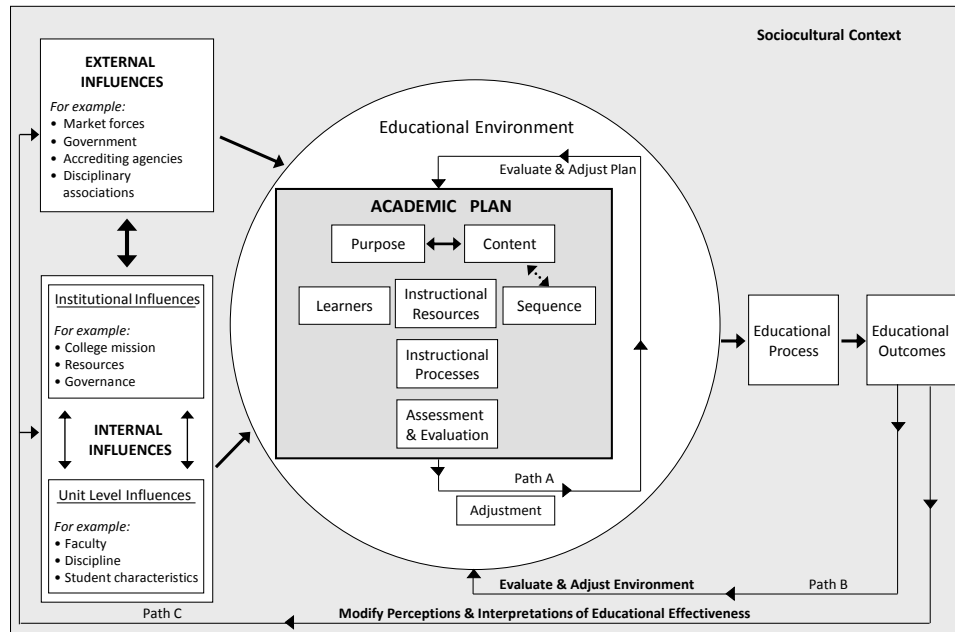 Sociocultural Context
EXTERNAL
INFLUENCES
For example:
• Market forces
• Government
• Accrediting agencies
• Disciplinary
associations
Institutional Influences
For example:
• College mission
• Resources
• Governance
INTERNAL
INFLUENCES
Unit Level Influences
For example:
• Faculty
• Discipline
• Student characteristics
Educational Environment
Evaluate & Adjust Plan
ACADEMIC PLAN
Purpose
Content
Learners
Instructional
Resources
Sequence
Instructional
Processes
Assessment
& Evaluation
Path A
Adjustment
Educational
Process
Educational
Outcomes
Evaluate & Adjust Environment
Path B
Path C
Modify Perceptions & Interpretations of Educational Effectiveness